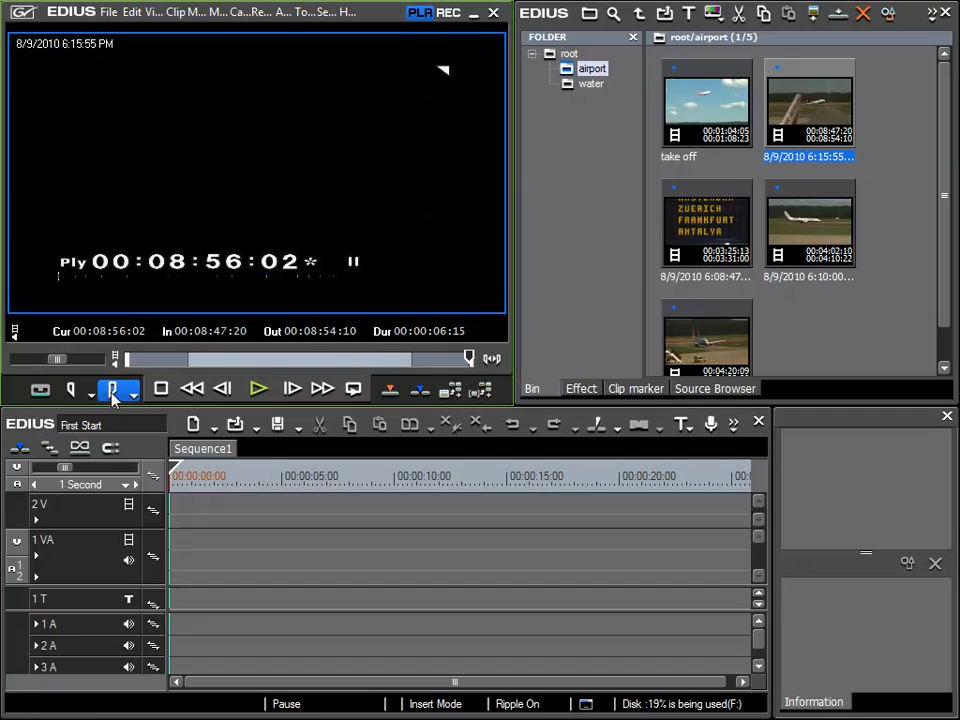 GV EDIUS File Edit Vi... Clip M... M... Ca...Re... A... To...Se... H... PLR REC
8/9/2010 6:15:55 PM
Ply 00:08:56:02* II
Cur 00:08:56:02 In 00:08:47:20 Out 00:08:54:10 Dur 00:00:06:15
EDIUS
FOLDER
root
airport
water
root/airport (1/5)
00:01:04:05
00:01:08:23
take off
00:08:47:20
00:08:54:10
8/9/2010 6:15:55...
ZUERICH
FRANKFURT
ANTALYA
00:03:25:13
00:03:31:00
8/9/2010 6:08:47...
00:04:02:10
00:04:10:22
8/9/2010 6:10:00...
00:04:20:09
Bin Effect Clip marker Source Browser
EDIUS First Start
Sequence1
1 Second
00:00:00:00 00:00:05:00 00:00:10:00 00:00:15:00 00:00:20:00 00:0
2 V
1 VA
1
2
1 T
1 A
2 A
3 A
Pause Insert Mode Ripple On Disk :19% is being used(F:)
Information